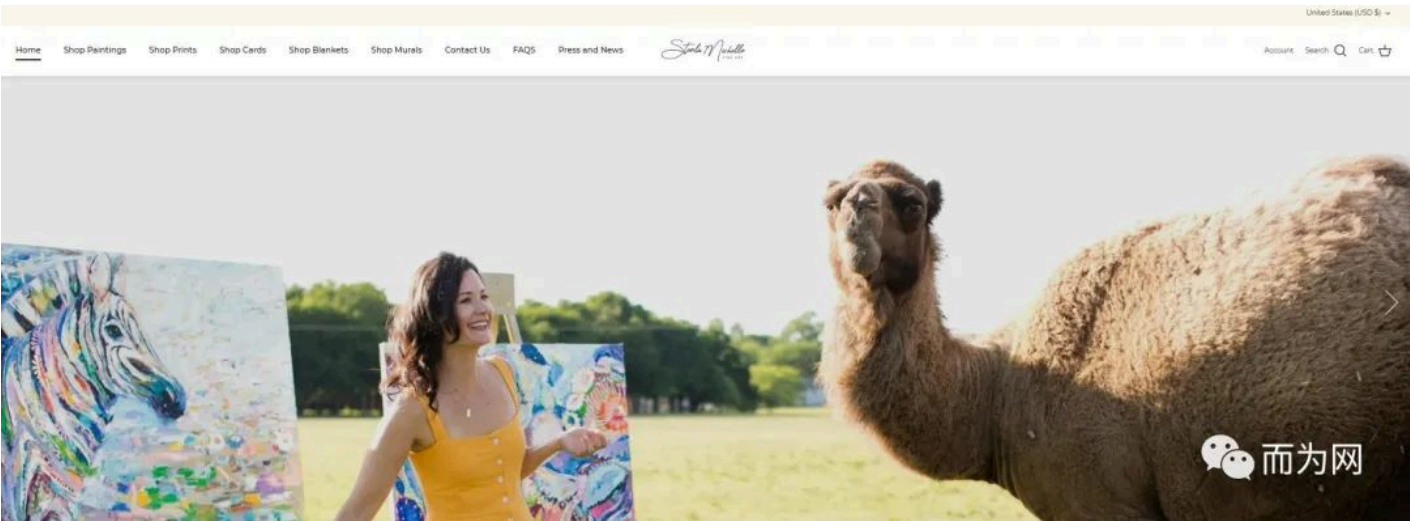 United States (USD $)
Home Shop Paintings Shop Prints Shop Cards Shop Blankets Shop Murals Contact Us FAQS Press and News Account Search Cart
而为网